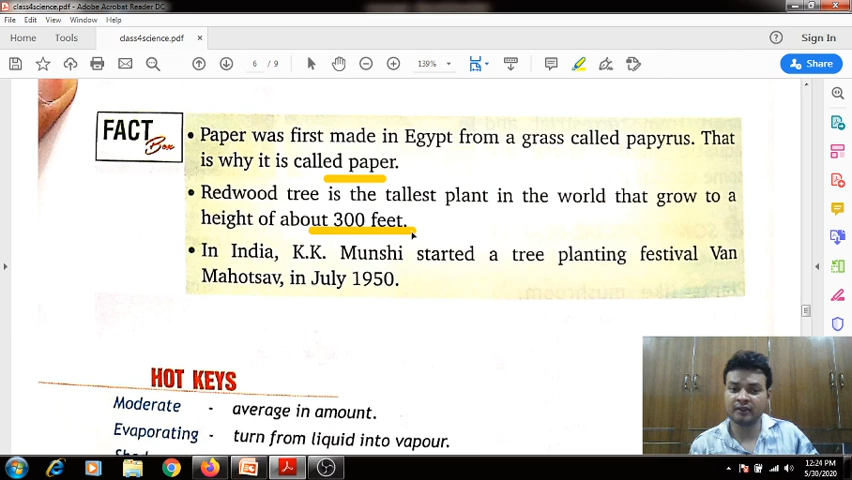 class4science.pdf - Adobe Acrobat Reader DC
File Edit View Window Help
Home Tools class4science.pdf × Sign In
6 / 9 139% Share
FACT Box
• Paper was first made in Egypt from a grass called papyrus. That
is why it is called paper.
• Redwood tree is the tallest plant in the world that grow to a
height of about 300 feet.
• In India, K.K. Munshi started a tree planting festival Van
Mahotsav, in July 1950.
HOT KEYS
Moderate - average in amount.
Evaporating - turn from liquid into vapour.
12:24 PM
5/30/2020